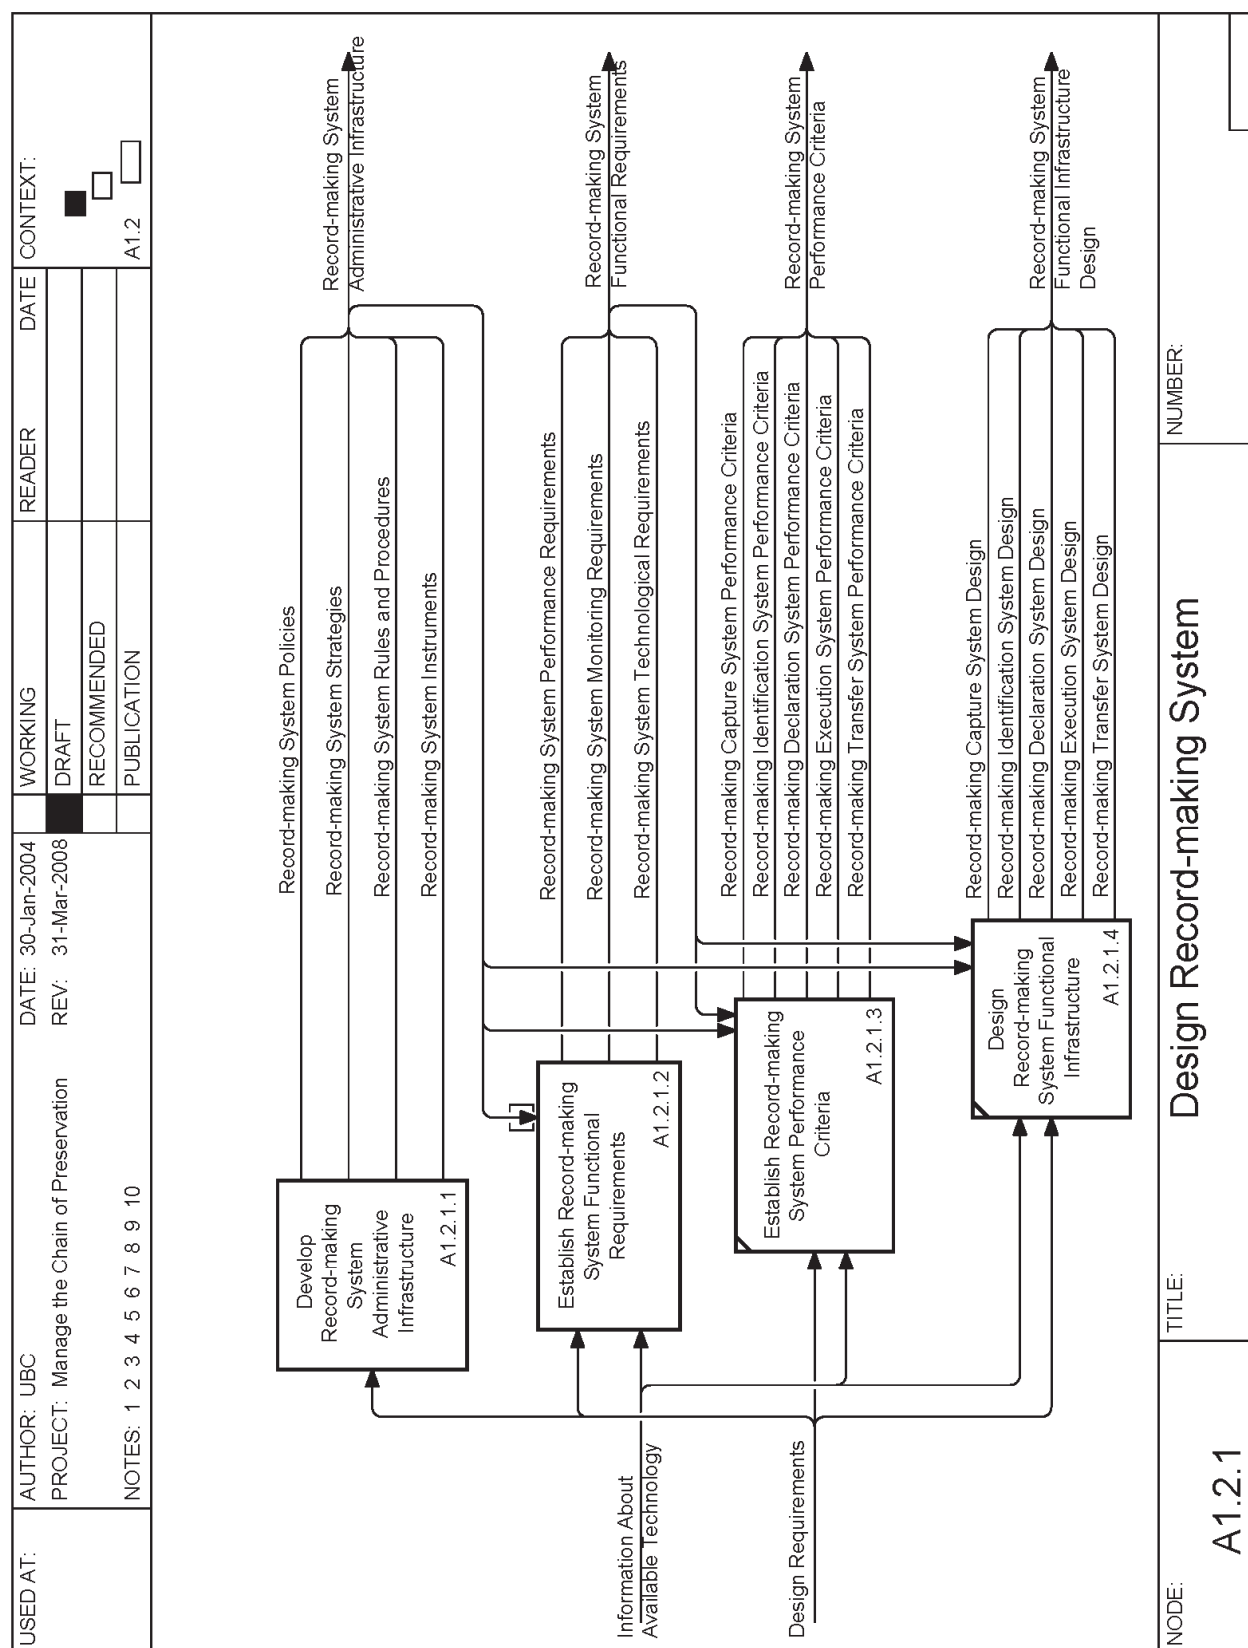 USED AT:
AUTHOR: UBC
PROJECT: Manage the Chain of Preservation
NOTES: 1 2 3 4 5 6 7 8 9 10
DATE: 30-Jan-2004
REV: 31-Mar-2008
WORKING
DRAFT
RECOMMENDED
PUBLICATION
READER
DATE
CONTEXT:
A1.2
Develop
Record-making
System
Administrative
Infrastructure
A1.2.1.1
Record-making System Policies
Record-making System Strategies
Record-making System Rules and Procedures
Record-making System Instruments
Record-making System
Administrative Infrastructure
Information About
Available Technology
Establish Record-making
System Functional
Requirements
A1.2.1.2
Record-making System Performance Requirements
Record-making System Monitoring Requirements
Record-making System Technological Requirements
Record-making System
Functional Requirements
Design Requirements
Establish Record-making
System Performance
Criteria
A1.2.1.3
Record-making Capture System Performance Criteria
Record-making Identification System Performance Criteria
Record-making Declaration System Performance Criteria
Record-making Execution System Performance Criteria
Record-making Transfer System Performance Criteria
Record-making System
Performance Criteria
Design
Record-making
System Functional
Infrastructure
A1.2.1.4
Record-making Capture System Design
Record-making Identification System Design
Record-making Declaration System Design
Record-making Execution System Design
Record-making Transfer System Design
Record-making System
Functional Infrastructure
Design
NODE:
A1.2.1
TITLE:
Design Record-making System
NUMBER: